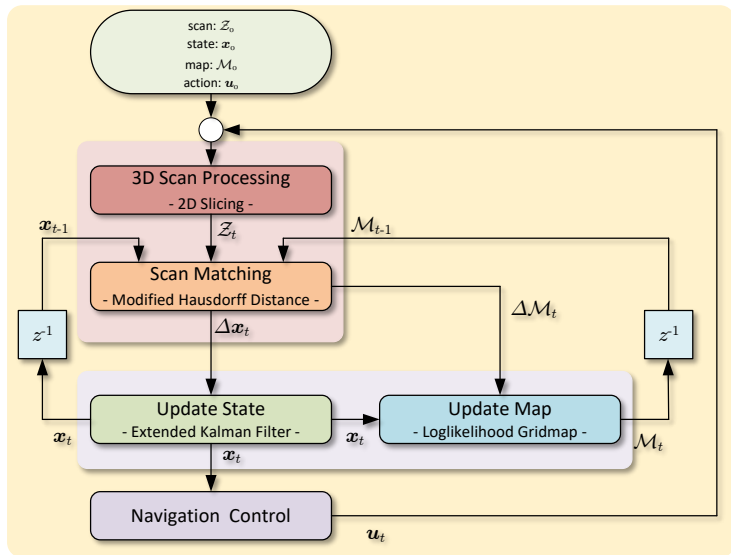 scan: 𝒵₀
state: 𝒙₀
map: ℳ₀
action: 𝒖₀
3D Scan Processing
- 2D Slicing -
𝒙ₜ₋₁
𝒵ₜ
ℳₜ₋₁
Scan Matching
- Modified Hausdorff Distance -
Δ𝒙ₜ
Δℳₜ
z⁻¹
z⁻¹
Update State
- Extended Kalman Filter -
Update Map
- Loglikelihood Gridmap -
𝒙ₜ
𝒙ₜ
𝒙ₜ
ℳₜ
Navigation Control
𝒖ₜ